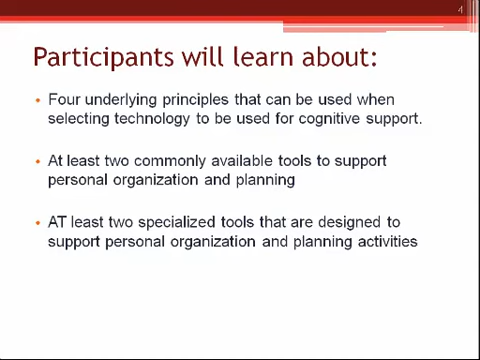 4
Participants will learn about:
• Four underlying principles that can be used when
selecting technology to be used for cognitive support.
• At least two commonly available tools to support
personal organization and planning
• AT least two specialized tools that are designed to
support personal organization and planning activities